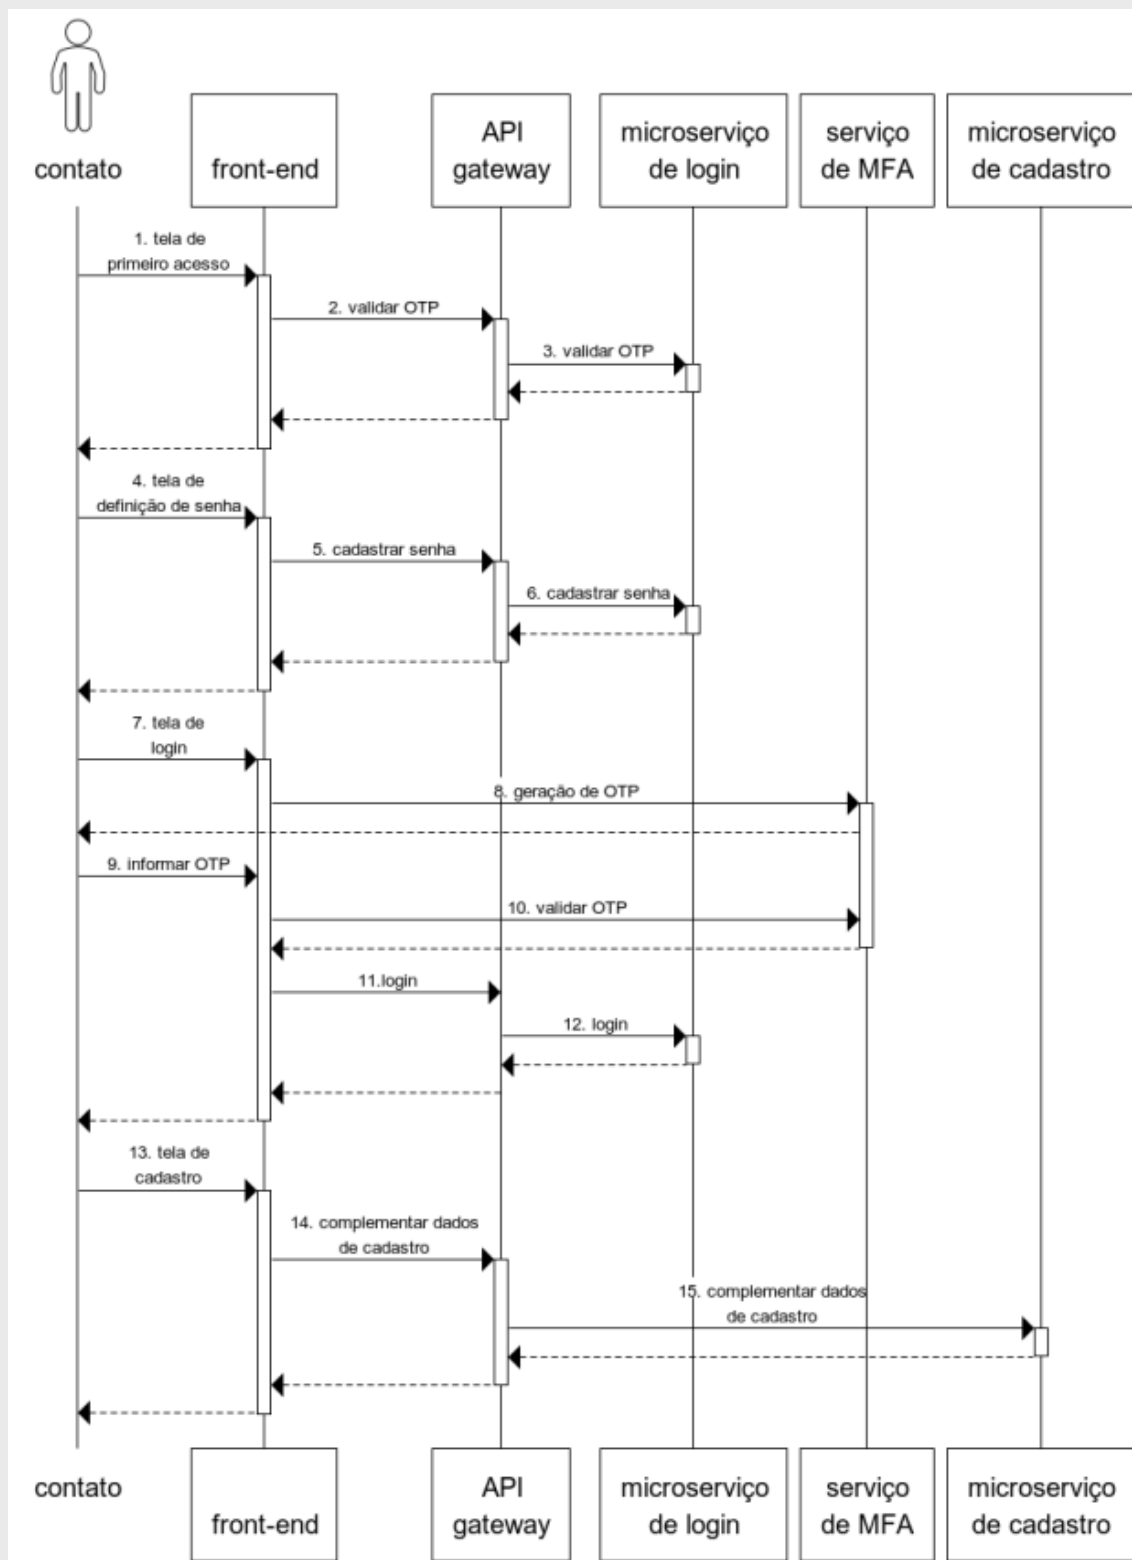 contato
front-end
API
gateway
microserviço
de login
serviço
de MFA
microserviço
de cadastro
1. tela de
primeiro acesso
2. validar OTP
3. validar OTP
4. tela de
definição de senha
5. cadastrar senha
6. cadastrar senha
7. tela de
login
8. geração de OTP
9. informar OTP
10. validar OTP
11.login
12. login
13. tela de
cadastro
14. complementar dados
de cadastro
15. complementar dados
de cadastro
contato
front-end
API
gateway
microserviço
de login
serviço
de MFA
microserviço
de cadastro